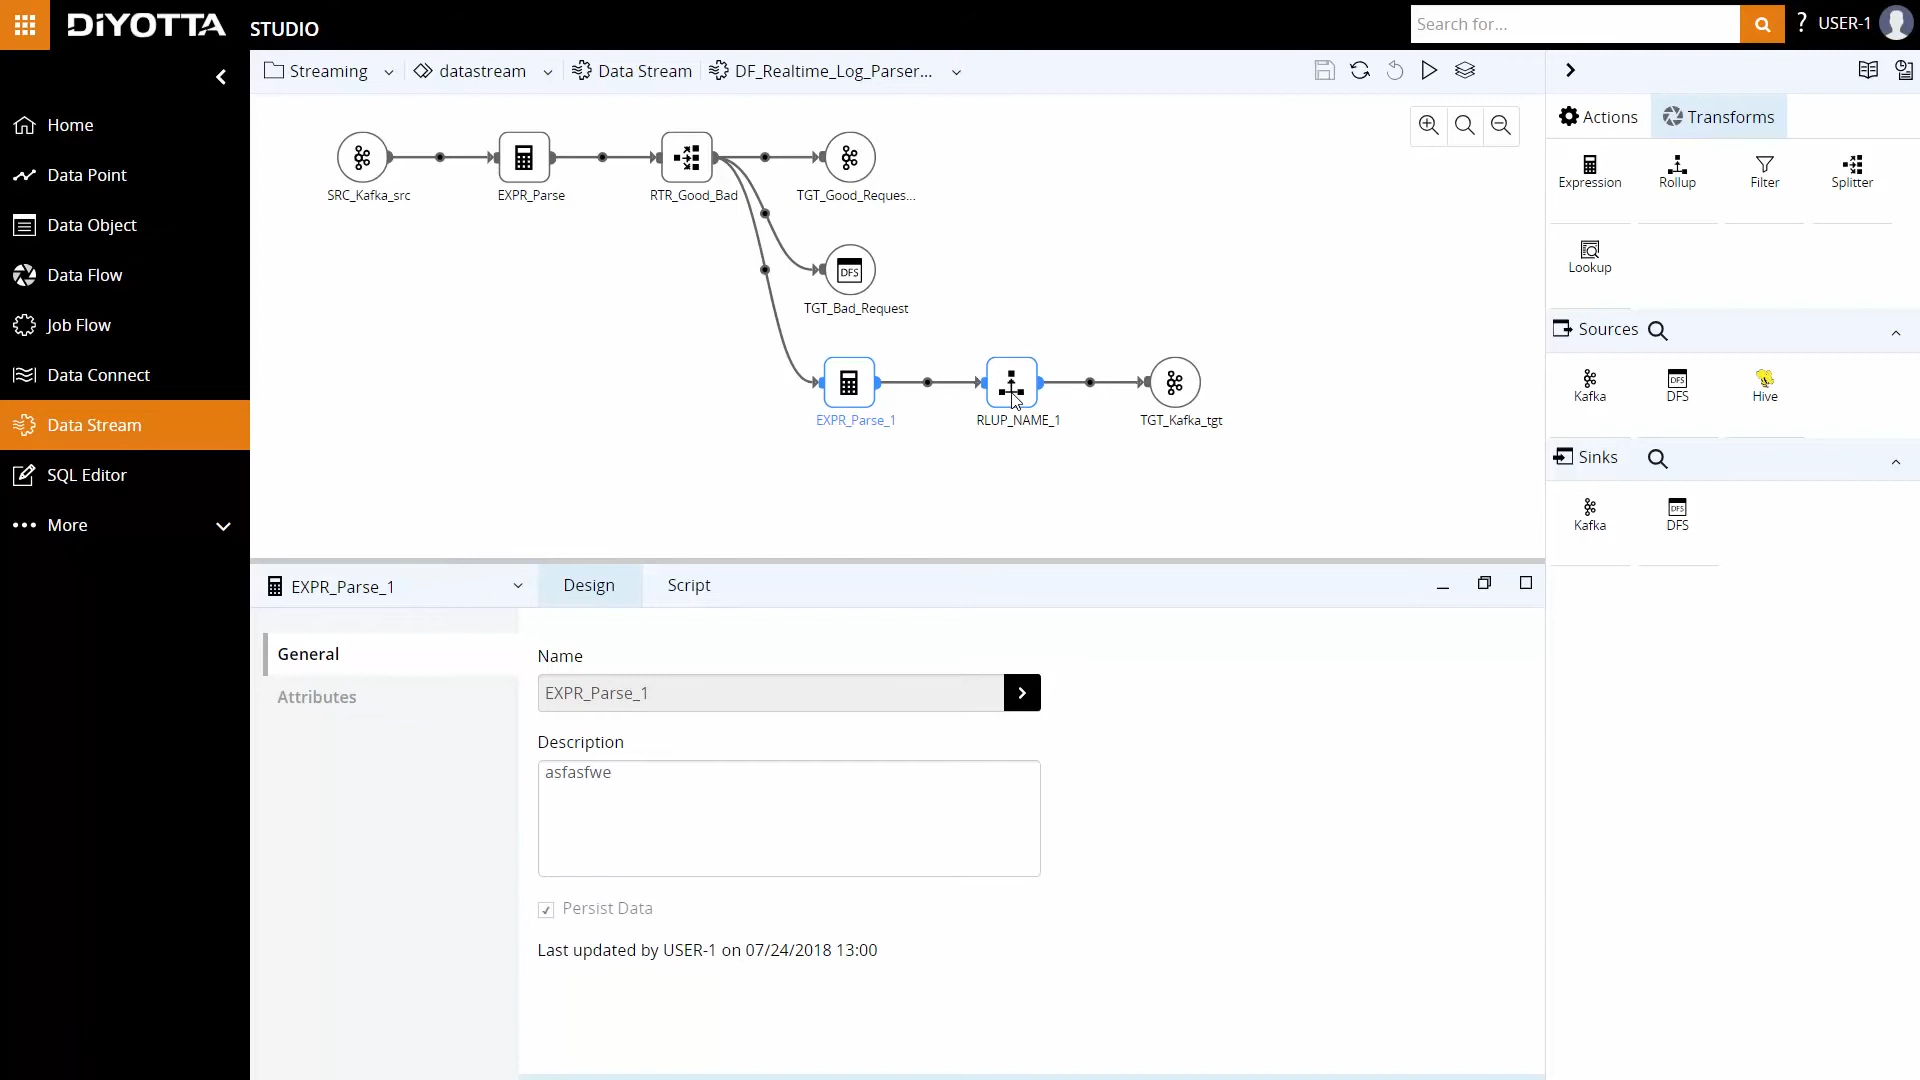 DiYOTTA STUDIO
Search for...
? USER-1
Streaming datastream Data Stream DF_Realtime_Log_Parser...
Home
Data Point
Data Object
Data Flow
Job Flow
Data Connect
Data Stream
SQL Editor
More
SRC_Kafka_src
EXPR_Parse
RTR_Good_Bad
TGT_Good_Reques...
DFS
TGT_Bad_Request
EXPR_Parse_1
RLUP_NAME_1
TGT_Kafka_tgt
Actions
Transforms
Expression
Rollup
Filter
Splitter
Lookup
Sources
Kafka
DFS
DFS
Hive
Sinks
Kafka
DFS
DFS
EXPR_Parse_1
Design
Script
General
Attributes
Name
EXPR_Parse_1
Description
asfasfwe
Persist Data
Last updated by USER-1 on 07/24/2018 13:00